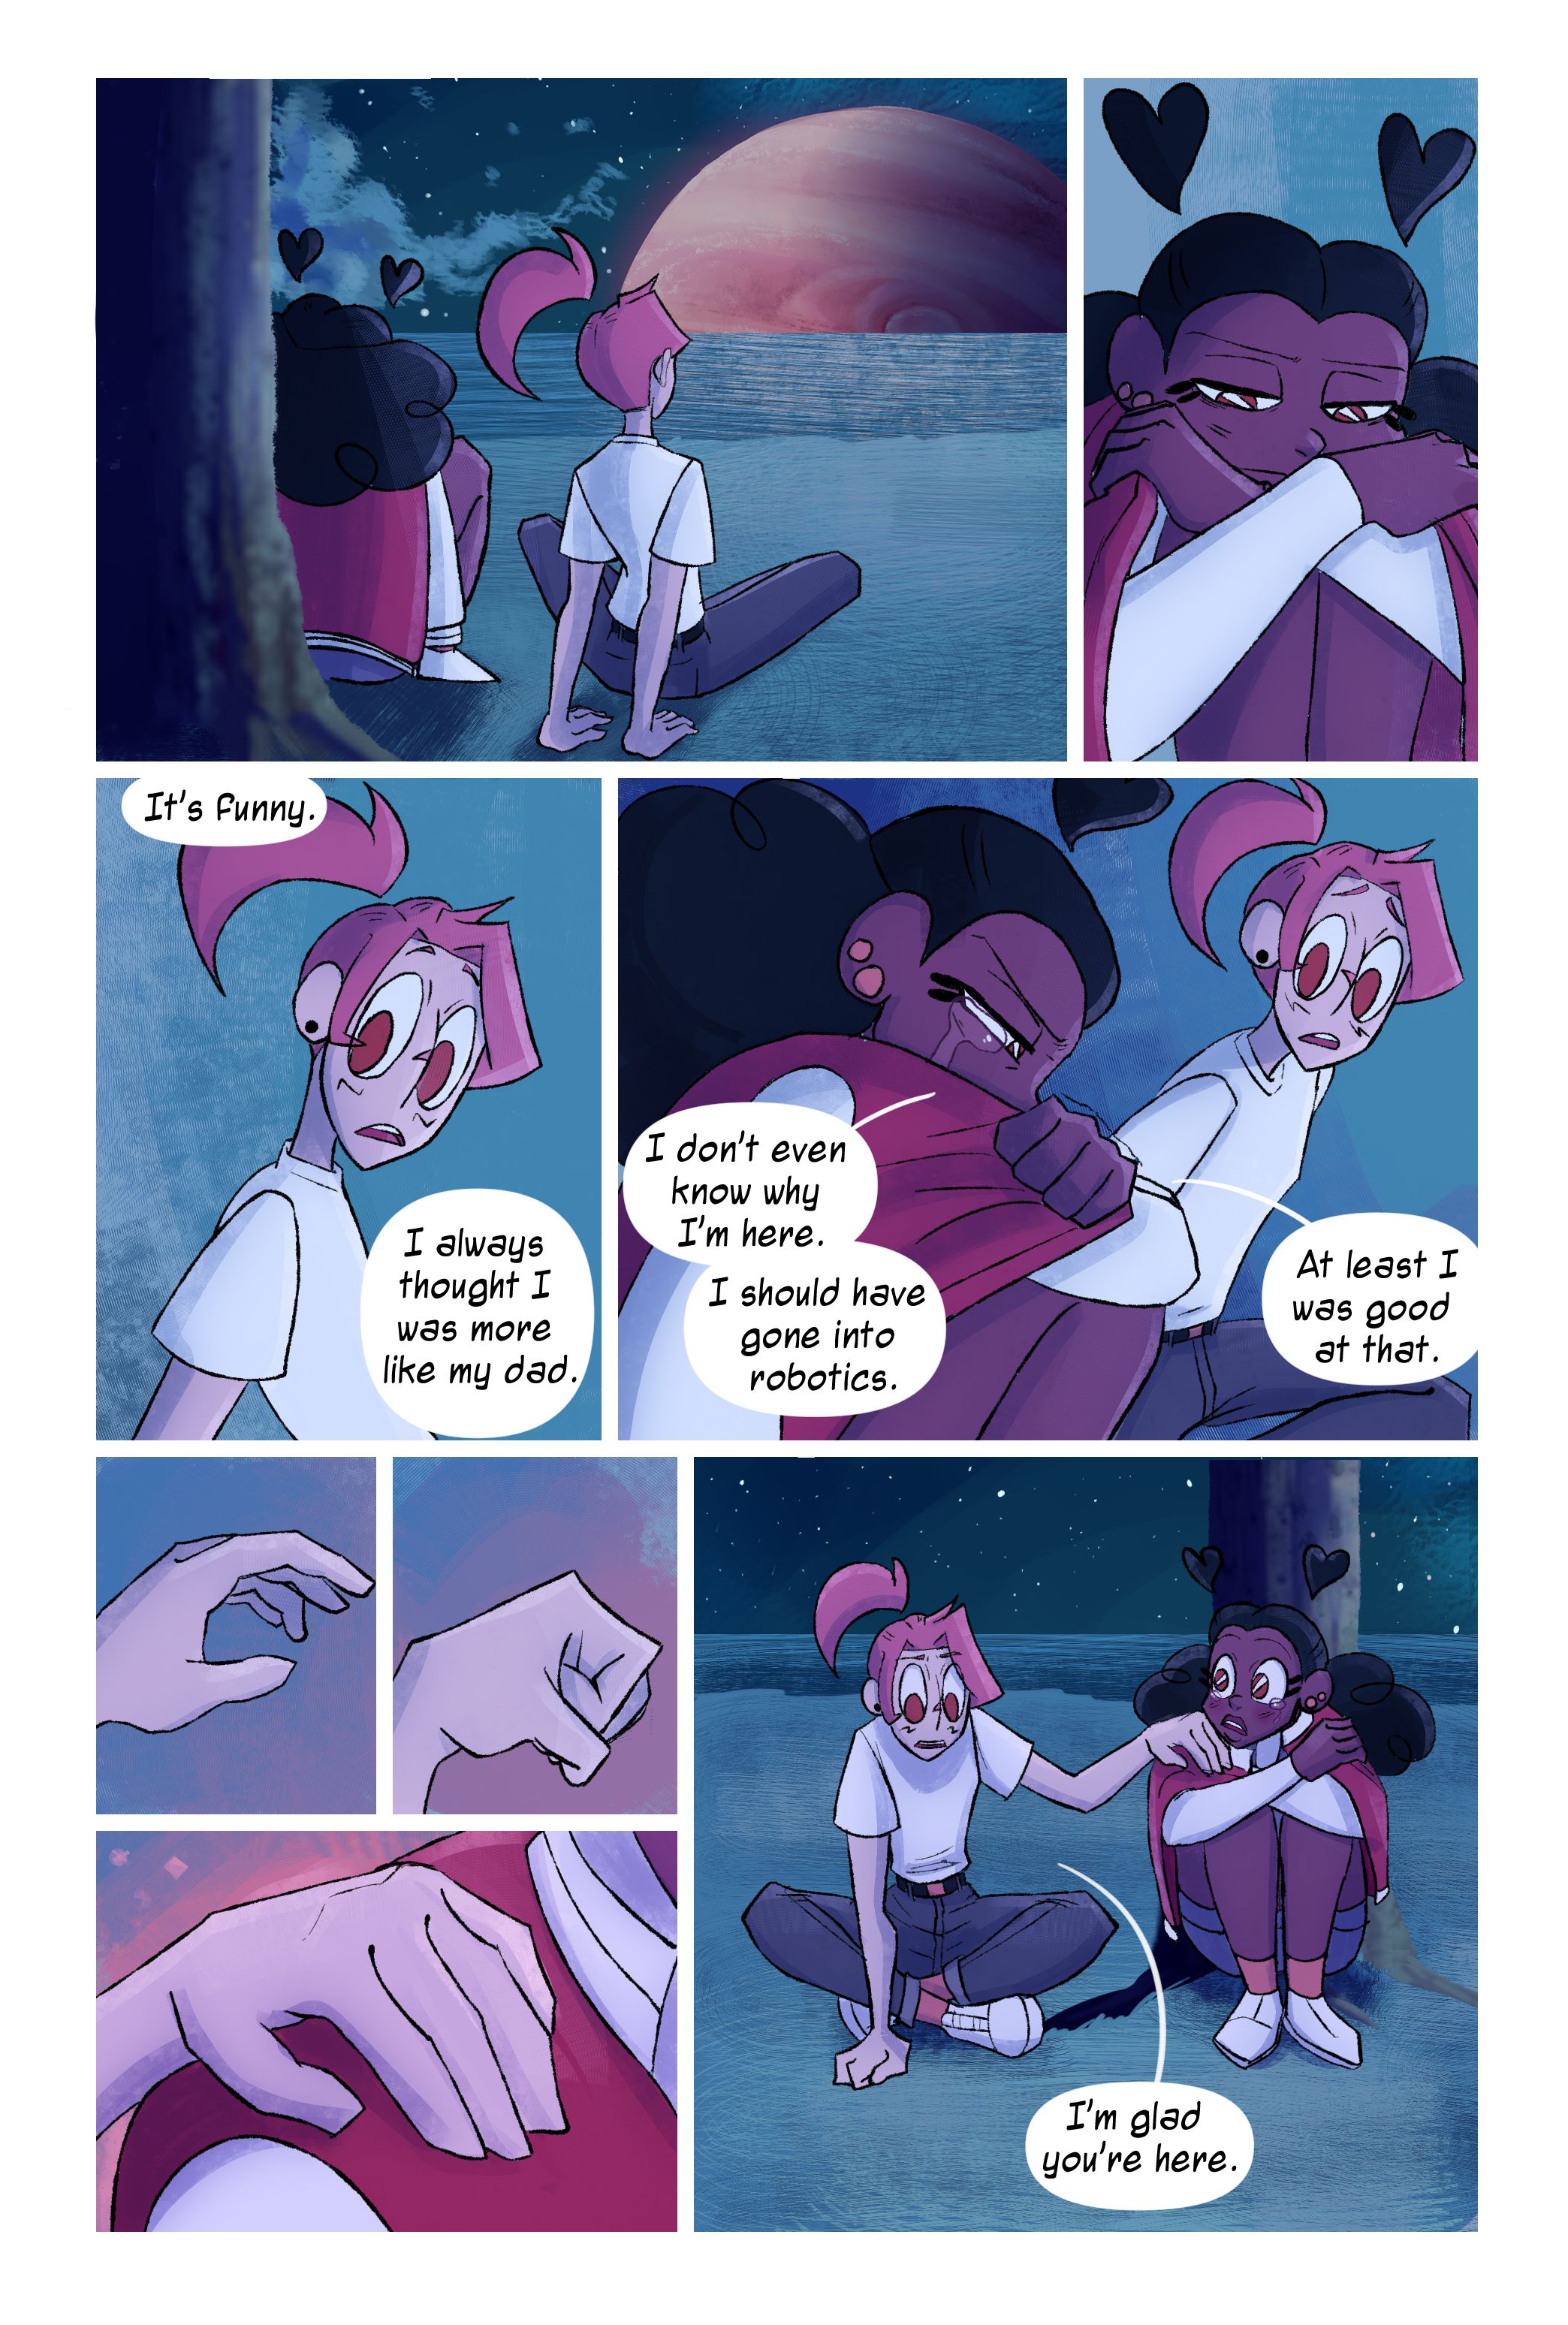 It's funny.
I always
thought I
was more
like my dad.
I don't even
know why
I'm here.
I should have
gone into
robotics.
At least I
was good
at that.
I'm glad
you're here.